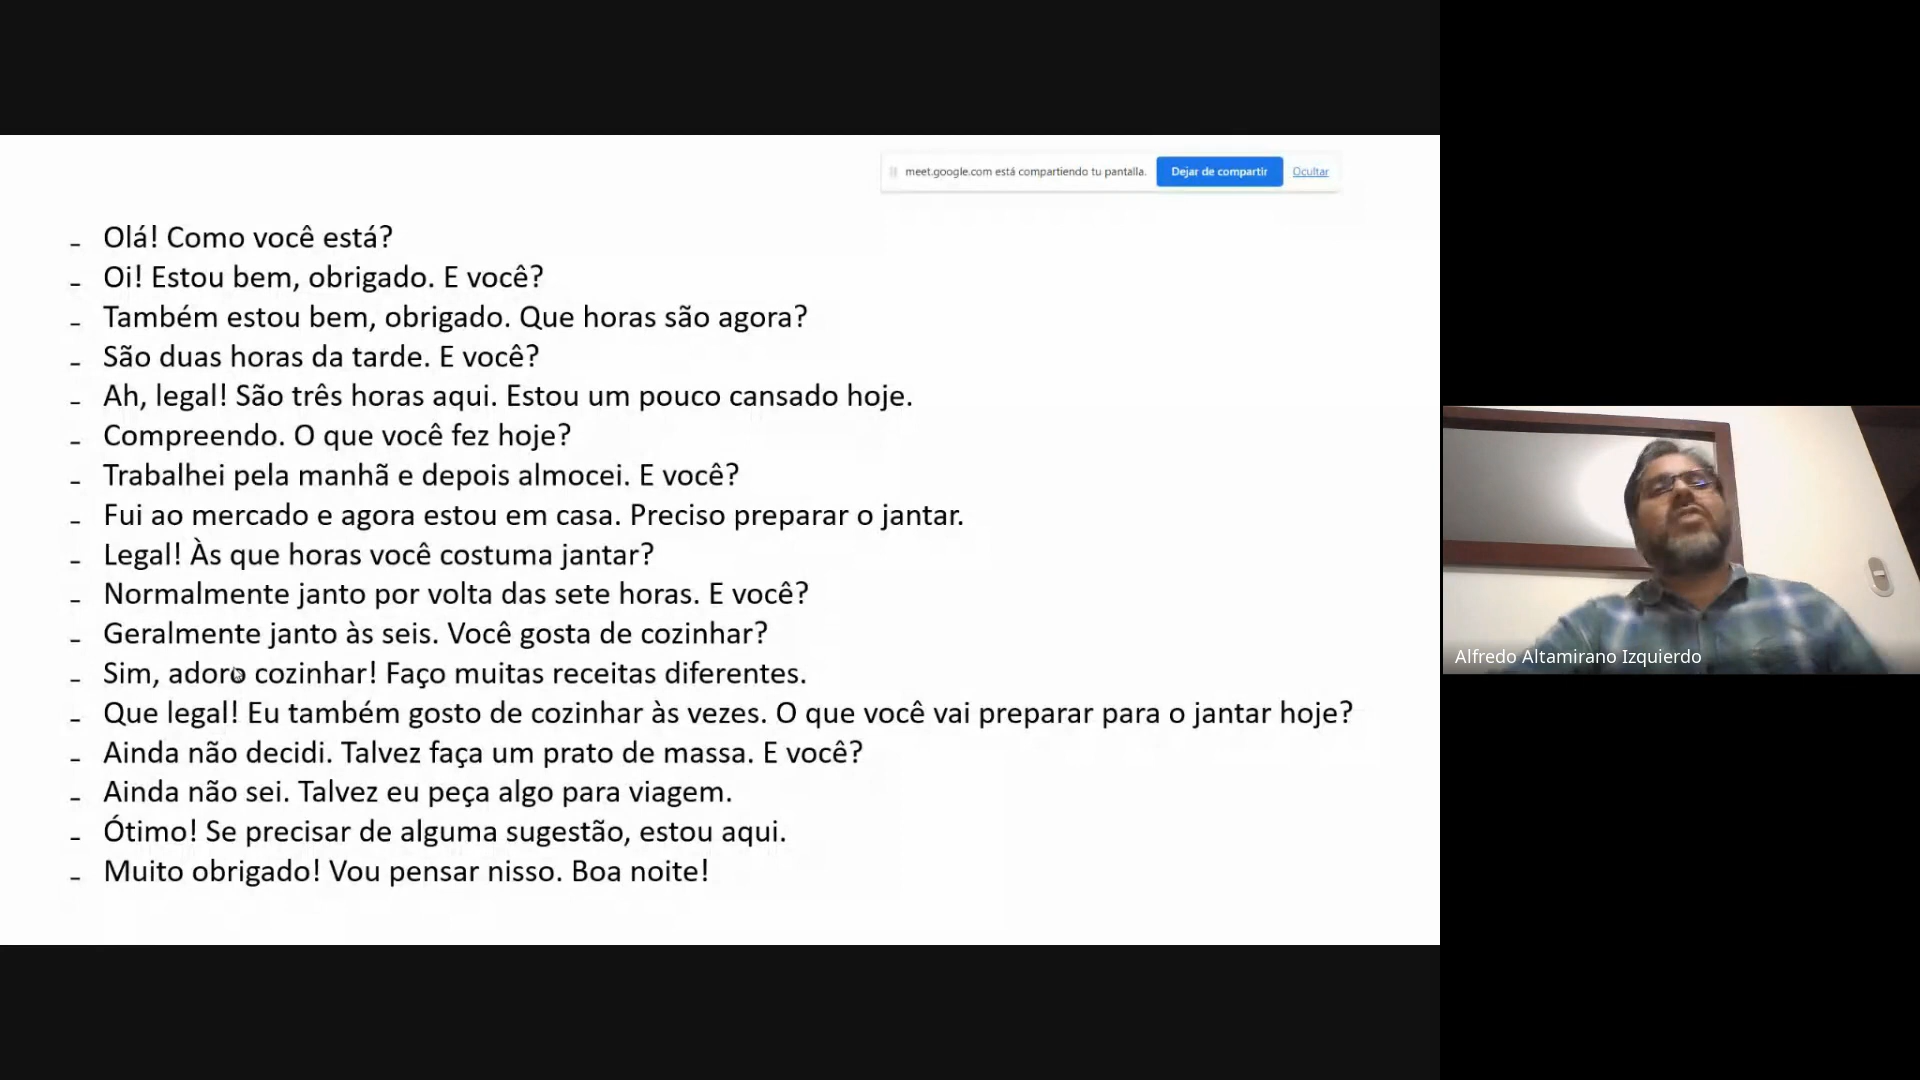 meet.google.com está compartiendo tu pantalla. Dejar de compartir Ocultar
- Olá! Como você está?
- Oi! Estou bem, obrigado. E você?
- Também estou bem, obrigado. Que horas são agora?
- São duas horas da tarde. E você?
- Ah, legal! São três horas aqui. Estou um pouco cansado hoje.
- Compreendo. O que você fez hoje?
- Trabalhei pela manhã e depois almocei. E você?
- Fui ao mercado e agora estou em casa. Preciso preparar o jantar.
- Legal! Às que horas você costuma jantar?
- Normalmente janto por volta das sete horas. E você?
- Geralmente janto às seis. Você gosta de cozinhar?
- Sim, adoro cozinhar! Faço muitas receitas diferentes.
- Que legal! Eu também gosto de cozinhar às vezes. O que você vai preparar para o jantar hoje?
- Ainda não decidi. Talvez faça um prato de massa. E você?
- Ainda não sei. Talvez eu peça algo para viagem.
- Ótimo! Se precisar de alguma sugestão, estou aqui.
- Muito obrigado! Vou pensar nisso. Boa noite!
Alfredo Altamirano Izquierdo